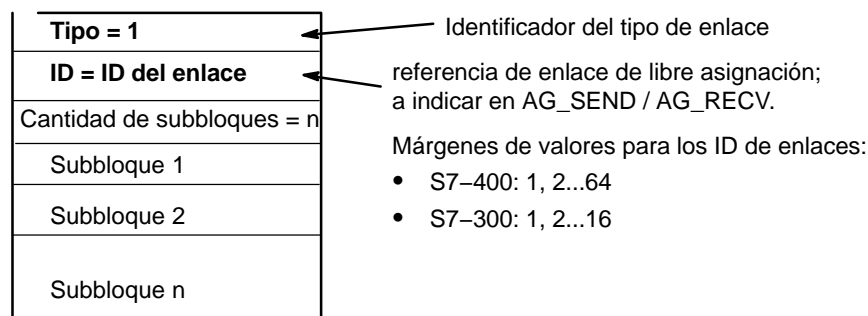 Tipo = 1
Identificador del tipo de enlace
ID = ID del enlace
referencia de enlace de libre asignación;
a indicar en AG_SEND / AG_RECV.
Cantidad de subbloques = n
Márgenes de valores para los ID de enlaces:
Subbloque 1
• S7−400: 1, 2...64
Subbloque 2
• S7−300: 1, 2...16
Subbloque n